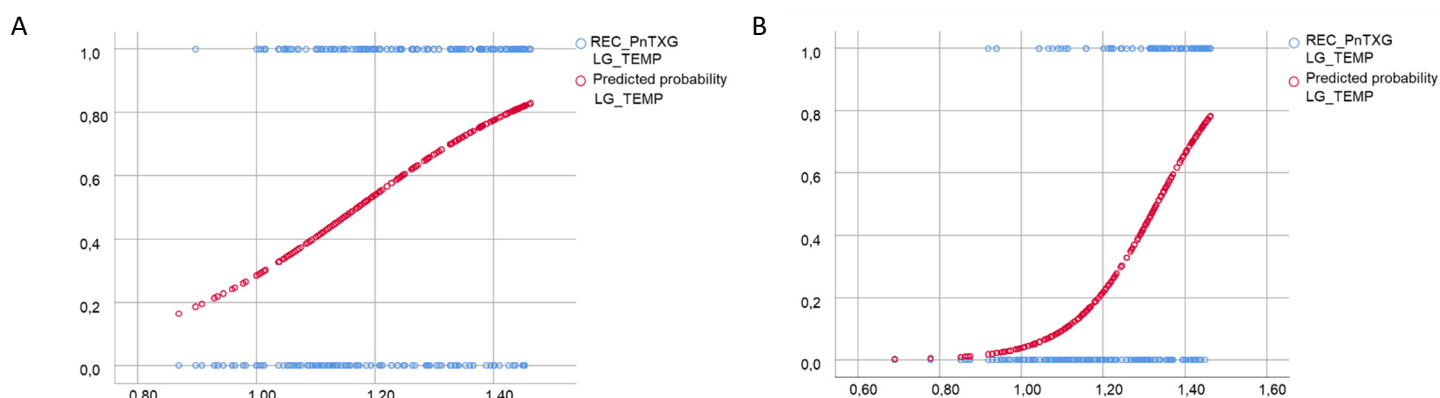 A
1,0
0,80
0,6
0,4
0,2
0,0
0,80
1,00
1,20
1,40
REC_PnTXG
LG_TEMP
Predicted probability
LG_TEMP
B
1,0
0,80
0,6
0,4
0,2
0,0
0,60
0,80
1,00
1,20
1,40
1,60
REC_PnTXG
LG_TEMP
Predicted probability
LG_TEMP